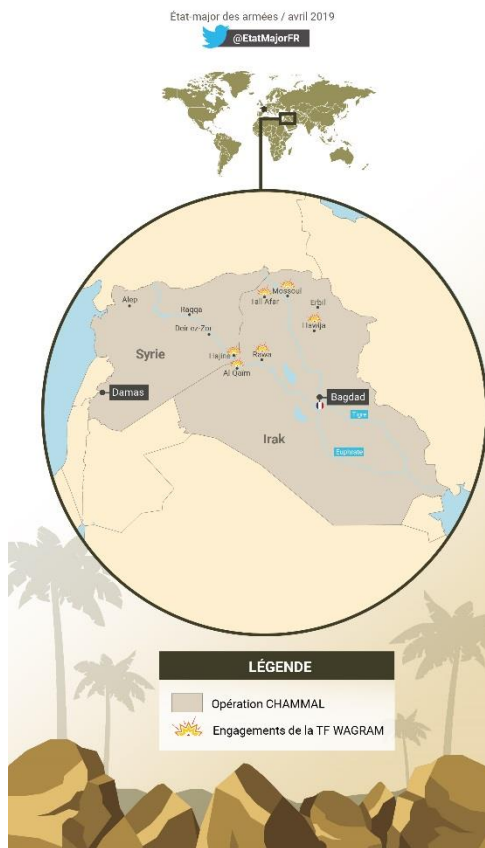 État-major des armées / avril 2019
@EtatMajorFR
Mossoul
Tall Afar
Alep
Erbil
Raqqa
Hawija
Deir ez-Zor
Syrie
Hajine
Rawa
Al Qaim
Damas
Bagdad
Tigre
Irak
Euphrate
LÉGENDE
Opération CHAMMAL
Engagements de la TF WAGRAM